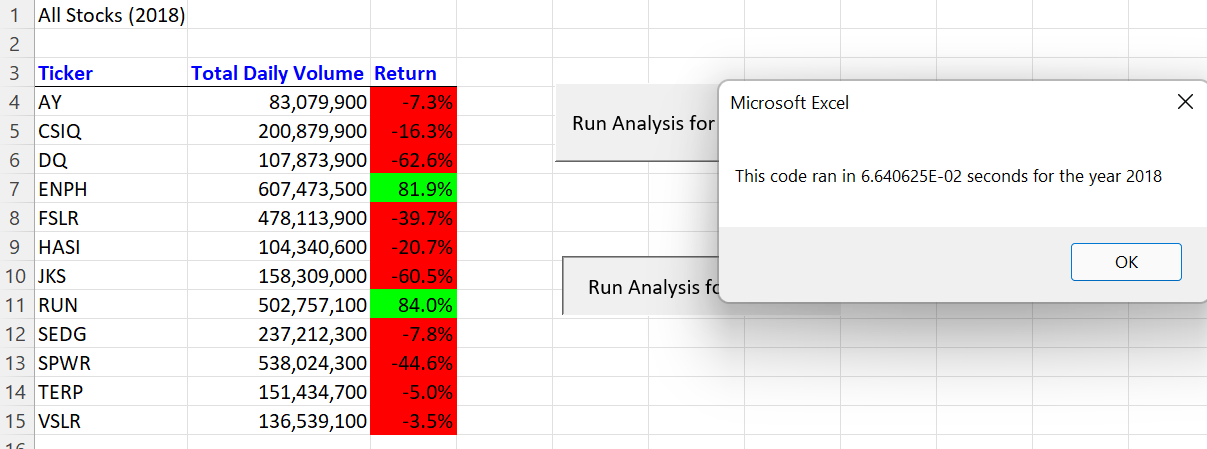 1 All Stocks (2018)
2
3 Ticker Total Daily Volume Return
4 AY 83,079,900 -7.3%
5 CSIQ 200,879,900 -16.3%
6 DQ 107,873,900 -62.6%
7 ENPH 607,473,500 81.9%
8 FSLR 478,113,900 -39.7%
9 HASI 104,340,600 -20.7%
10 JKS 158,309,000 -60.5%
11 RUN 502,757,100 84.0%
12 SEDG 237,212,300 -7.8%
13 SPWR 538,024,300 -44.6%
14 TERP 151,434,700 -5.0%
15 VSLR 136,539,100 -3.5%
Run Analysis for
Run Analysis
Microsoft Excel
This code ran in 6.640625E-02 seconds for the year 2018
OK